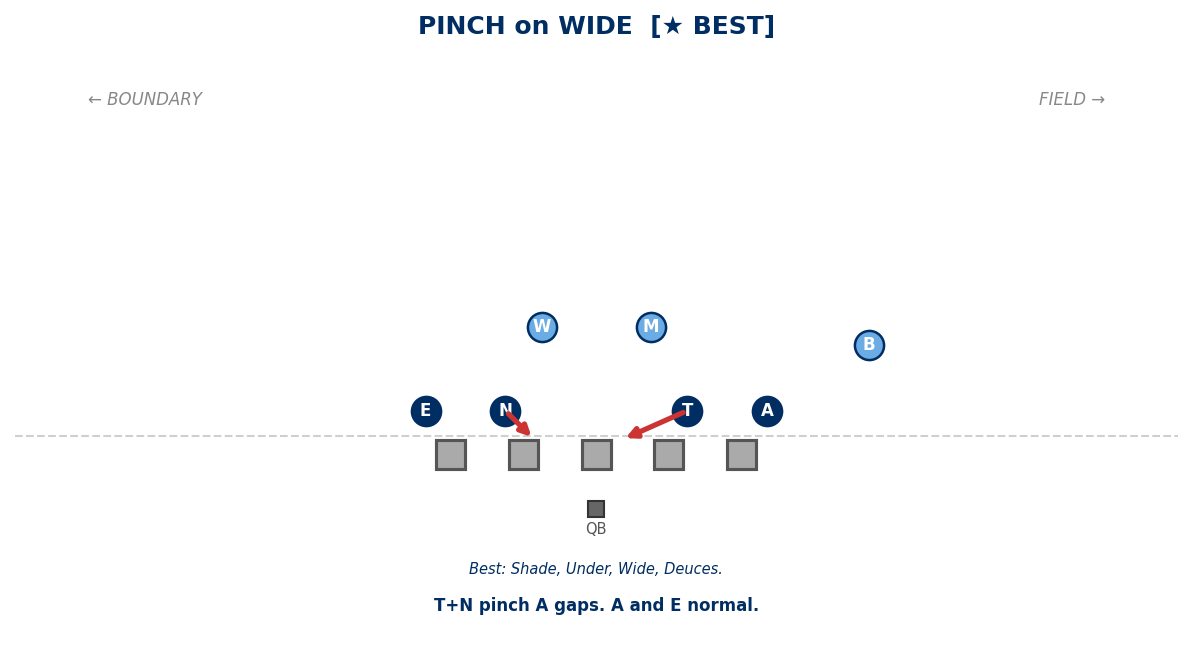 PINCH on WIDE [★ BEST]
← BOUNDARY
FIELD →
W
M
B
E
N
T
A
QB
Best: Shade, Under, Wide, Deuces.
T+N pinch A gaps. A and E normal.